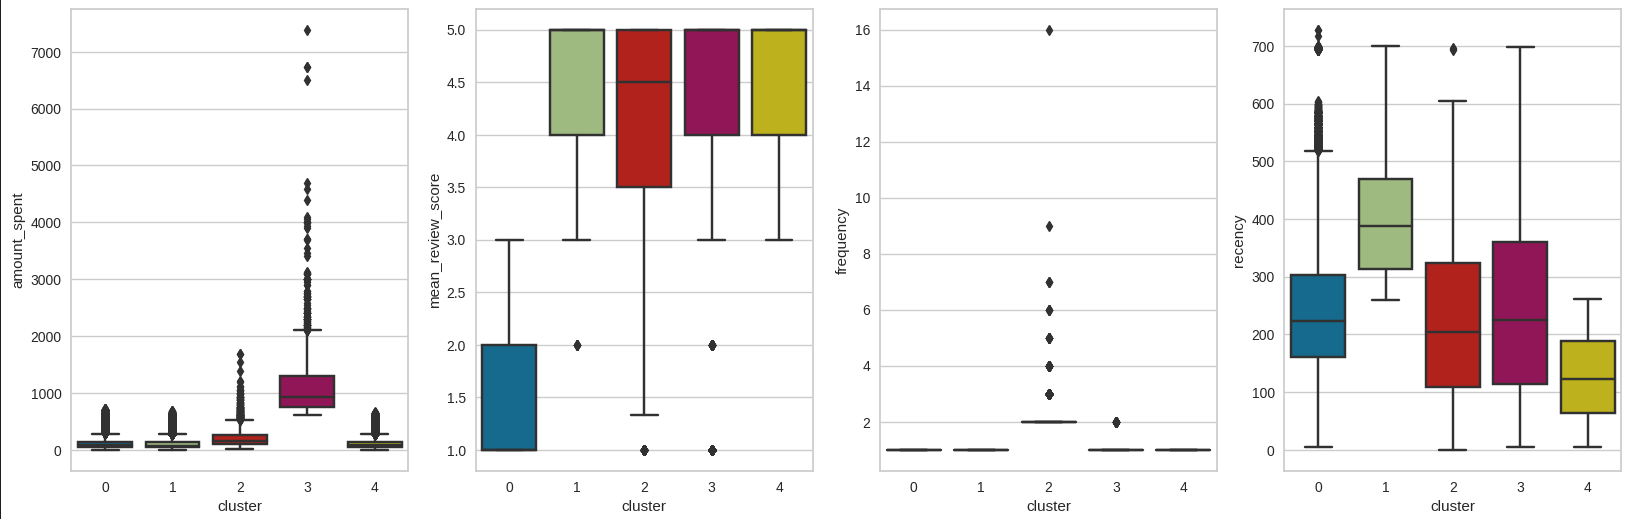 amount_spent
7000
6000
5000
4000
3000
2000
1000
0
0 1 2 3 4
cluster
mean_review_score
5.0
4.5
4.0
3.5
3.0
2.5
2.0
1.5
1.0
0 1 2 3 4
cluster
frequency
16
14
12
10
8
6
4
2
0 1 2 3 4
cluster
recency
700
600
500
400
300
200
100
0
0 1 2 3 4
cluster